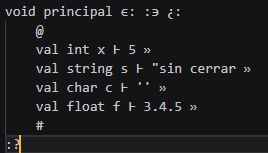 void principal ϵ: :϶ ¿:
    @
    val int x Ⱶ 5 »
    val string s Ⱶ "sin cerrar »
    val char c Ⱶ '' »
    val float f Ⱶ 3.4.5 »
    #
:?